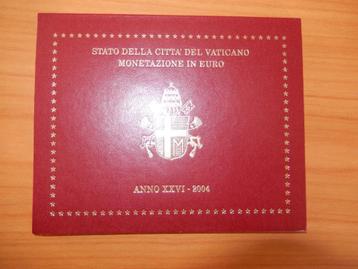 STATO DELLA CITTA' DEL VATICANO
MONETAZIONE IN EURO
M
ANNO XXVI - 2004